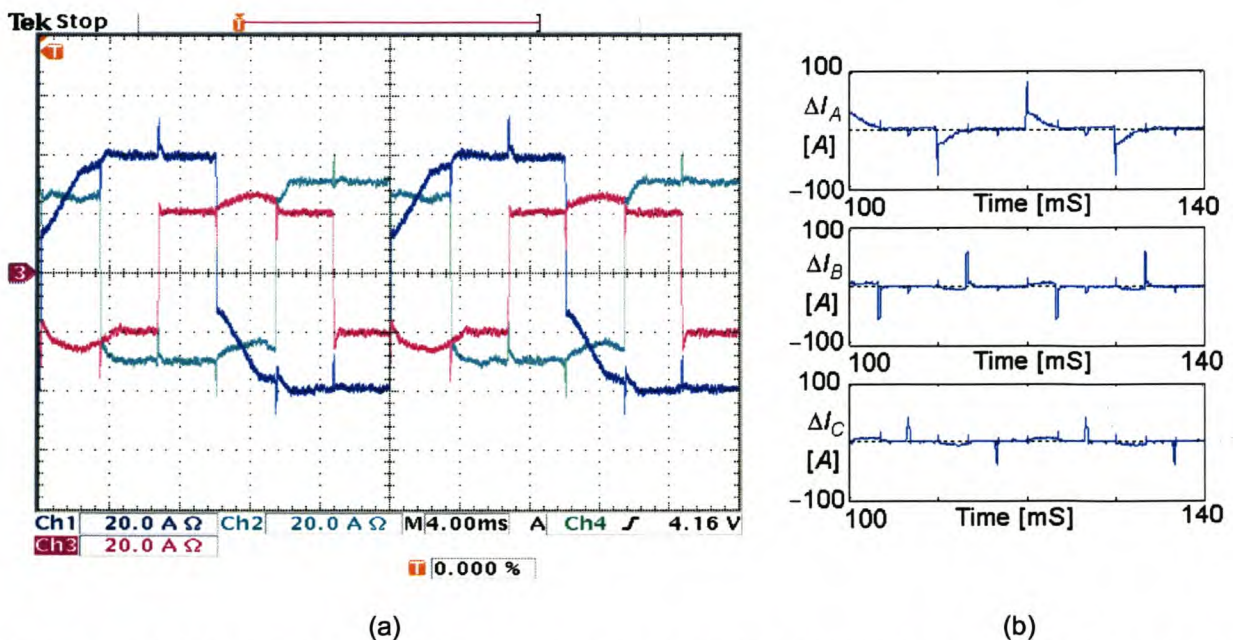 Tek Stop
T
T
3
Ch1 20.0 A Ω Ch2 20.0 A Ω M 4.00ms A Ch4 4.16 V
Ch3 20.0 A Ω
T 0.000 %
(a)
100
ΔI_A
[A]
−100
100 Time [mS] 140
100
ΔI_B
[A]
−100
100 Time [mS] 140
100
ΔI_C
[A]
−100
100 Time [mS] 140
(b)